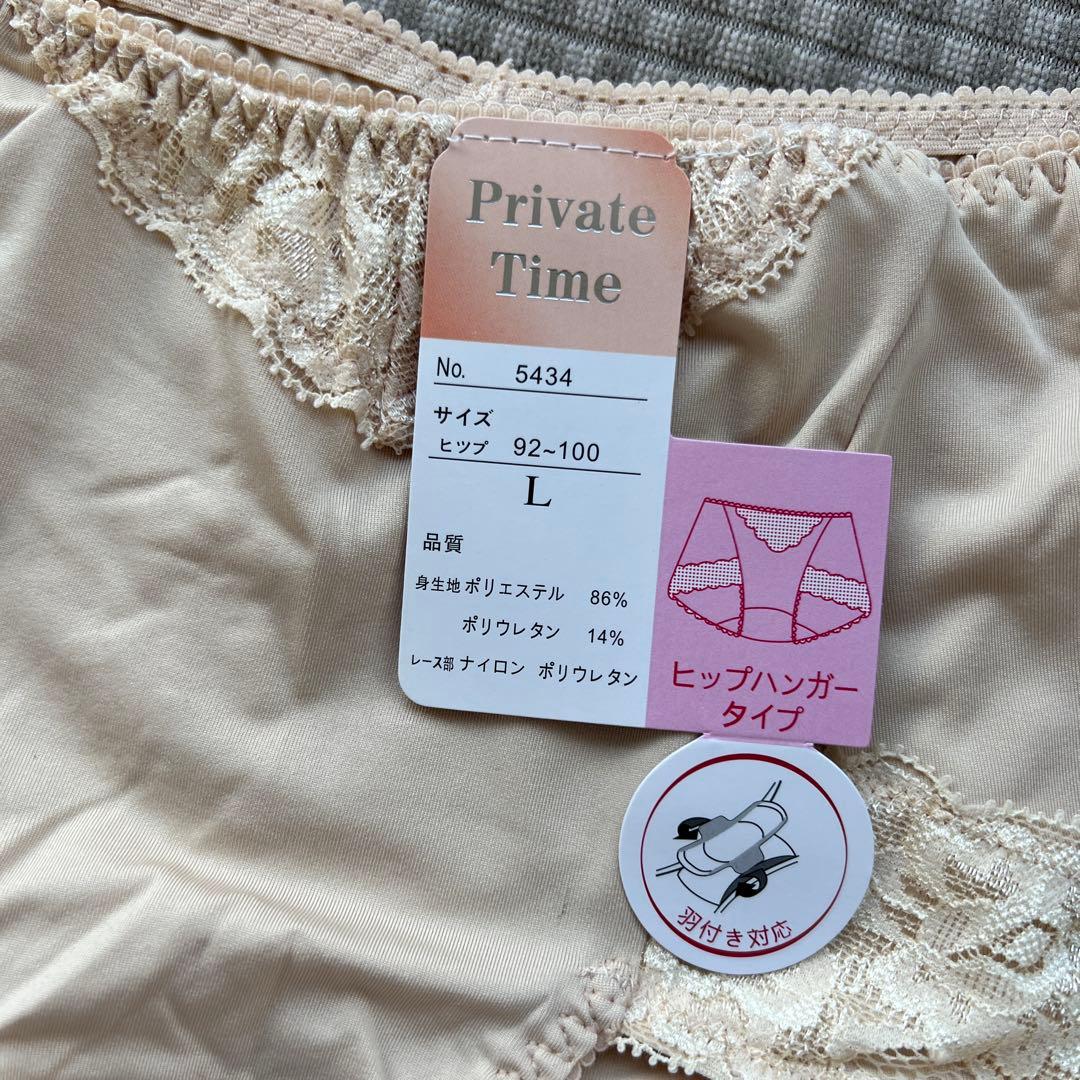 Private
Time
No. 5434
サイズ
ヒップ 92~100
L
品質
身生地 ポリエステル 86%
ポリウレタン 14%
レース部 ナイロン ポリウレタン
ヒップハンガー
タイプ
羽付き対応